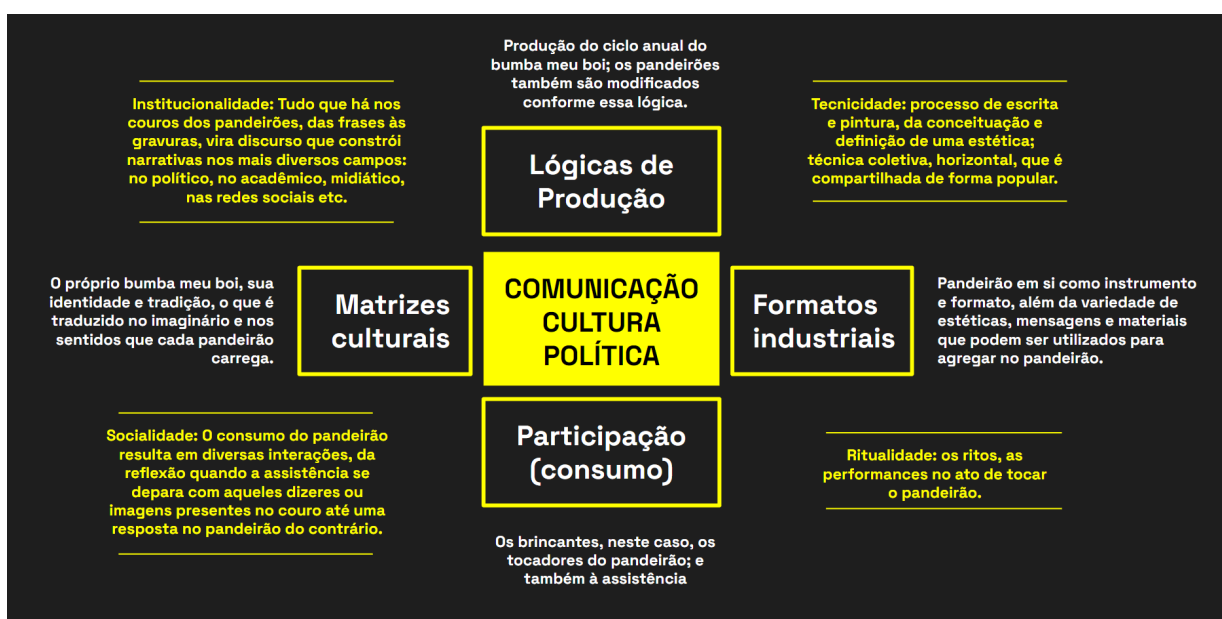 Produção do ciclo anual do
bumba meu boi; os pandeirões
também são modificados
conforme essa lógica.
Institucionalidade: Tudo que há nos
couros dos pandeirões, das frases às
gravuras, vira discurso que constrói
narrativas nos mais diversos campos:
no político, no acadêmico, midiático,
nas redes sociais etc.
Lógicas de
Produção
Tecnicidade: processo de escrita
e pintura, da conceituação e
definição de uma estética;
técnica coletiva, horizontal, que é
compartilhada de forma popular.
O próprio bumba meu boi, sua
identidade e tradição, o que é
traduzido no imaginário e nos
sentidos que cada pandeirão
carrega.
Matrizes
culturais
COMUNICAÇÃO
CULTURA
POLÍTICA
Formatos
industriais
Pandeirão em si como instrumento
e formato, além da variedade de
estéticas, mensagens e materiais
que podem ser utilizados para
agregar no pandeirão.
Socialidade: O consumo do pandeirão
resulta em diversas interações, da
reflexão quando a assistência se
depara com aqueles dizeres ou
imagens presentes no couro até uma
resposta no pandeirão do contrário.
Participação
(consumo)
Ritualidade: os ritos, as
performances no ato de tocar
o pandeirão.
Os brincantes, neste caso, os
tocadores do pandeirão; e
também à assistência